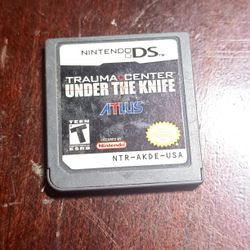 NINTENDO DS
TRAUMA CENTER
UNDER THE KNIFE
ATLUS
TEEN
T
ESRB
LICENSED BY
Nintendo
NTR-AKDE-USA